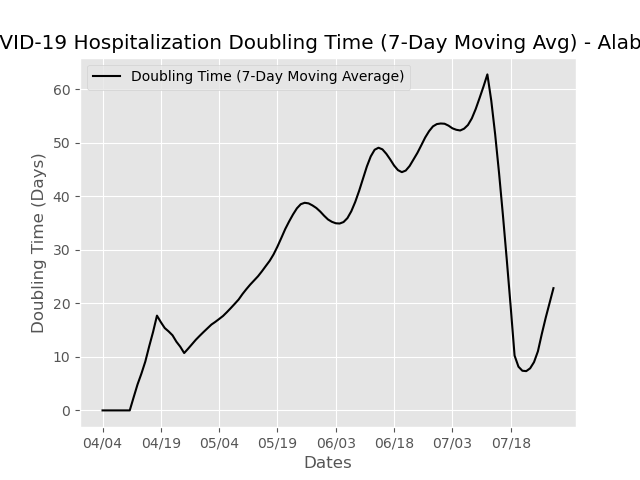 VID-19 Hospitalization Doubling Time (7-Day Moving Avg) - Alab
Doubling Time (7-Day Moving Average)
60
50
40
30
20
10
0
Doubling Time (Days)
04/04 04/19 05/04 05/19 06/03 06/18 07/03 07/18
Dates